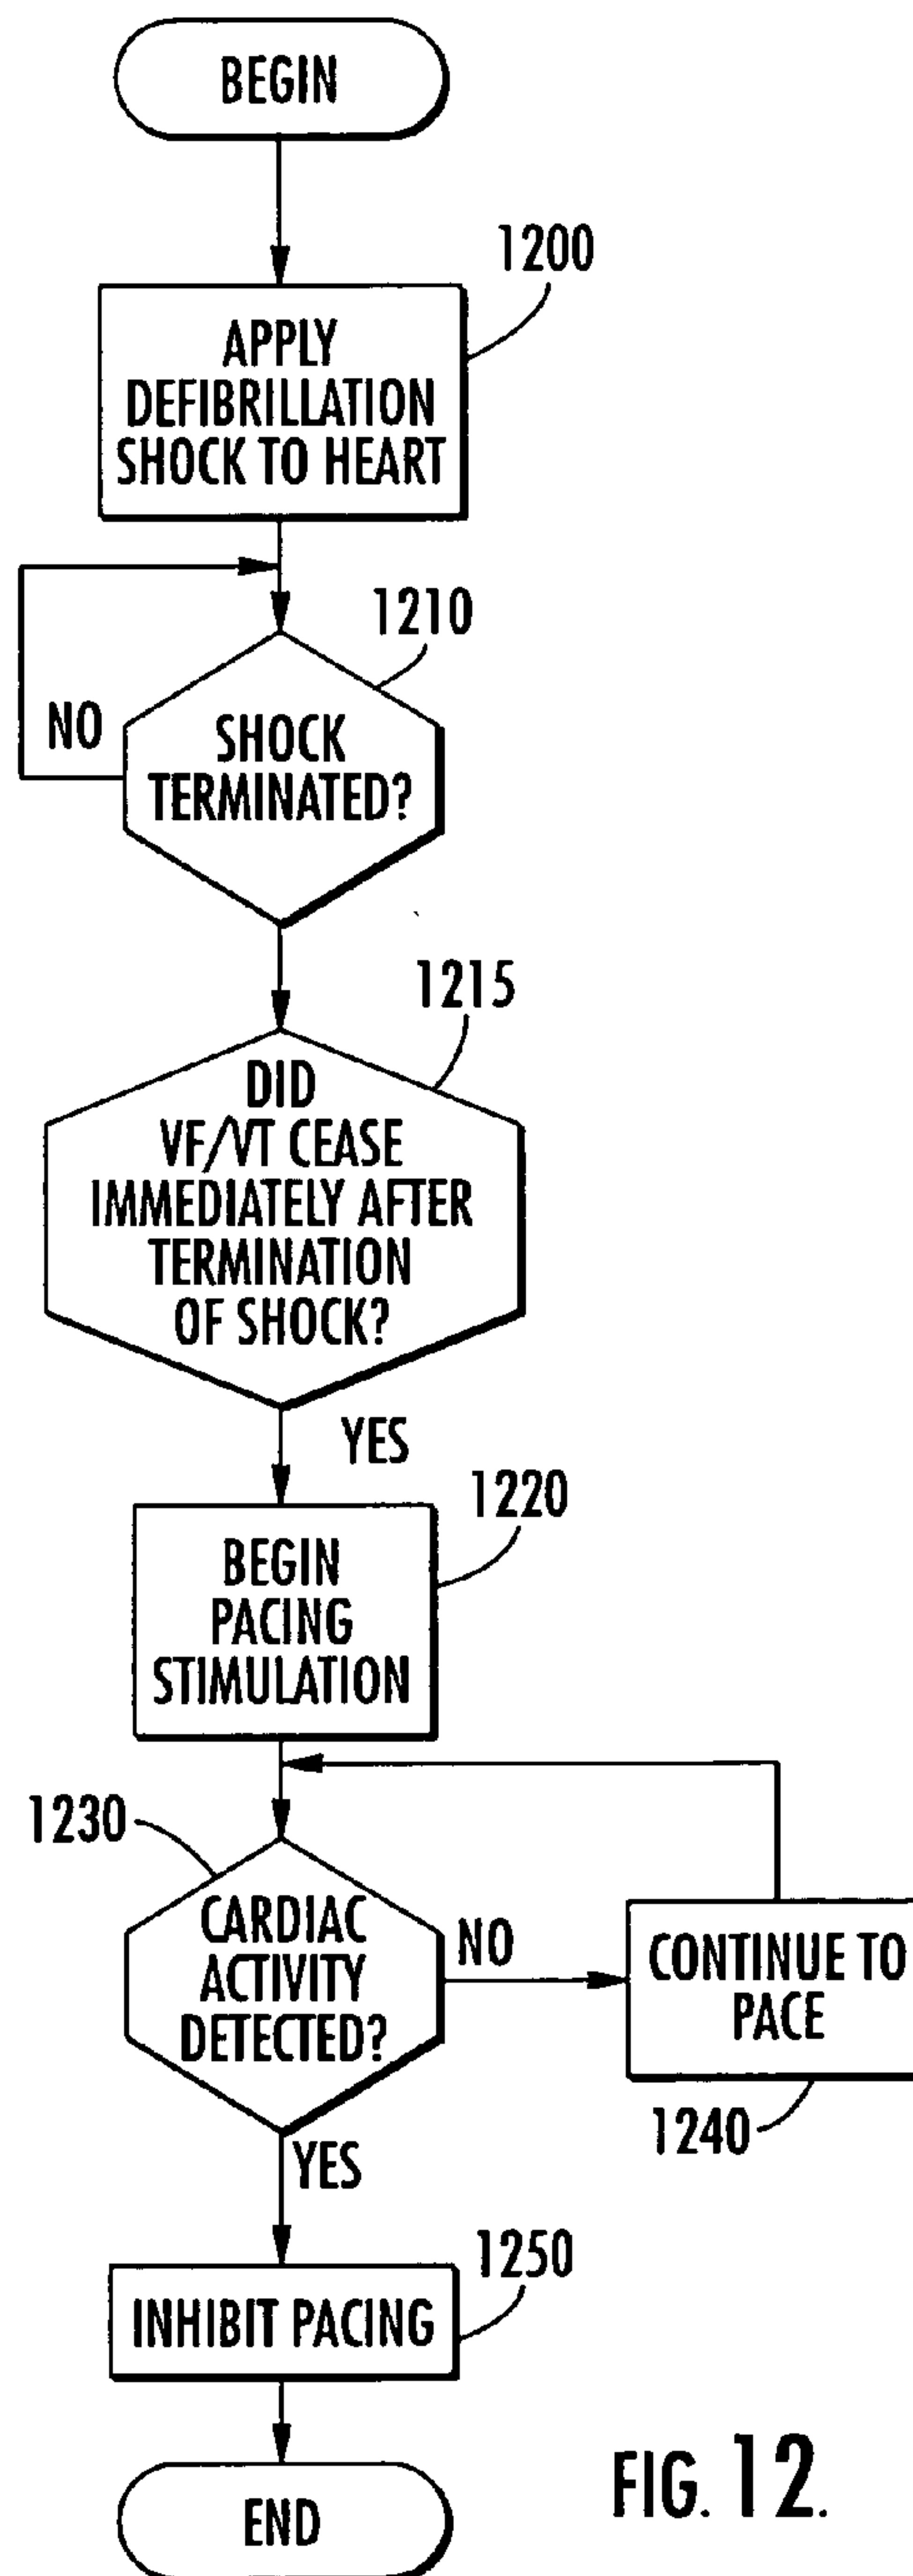 BEGIN
1200
APPLY
DEFIBRILLATION
SHOCK TO HEART
1210
NO
SHOCK
TERMINATED?
1215
DID
VF/VT CEASE
IMMEDIATELY AFTER
TERMINATION
OF SHOCK?
YES
1220
BEGIN
PACING
STIMULATION
1230
CARDIAC
ACTIVITY
DETECTED?
NO
CONTINUE TO
PACE
1240
YES
1250
INHIBIT PACING
END
FIG. 12.